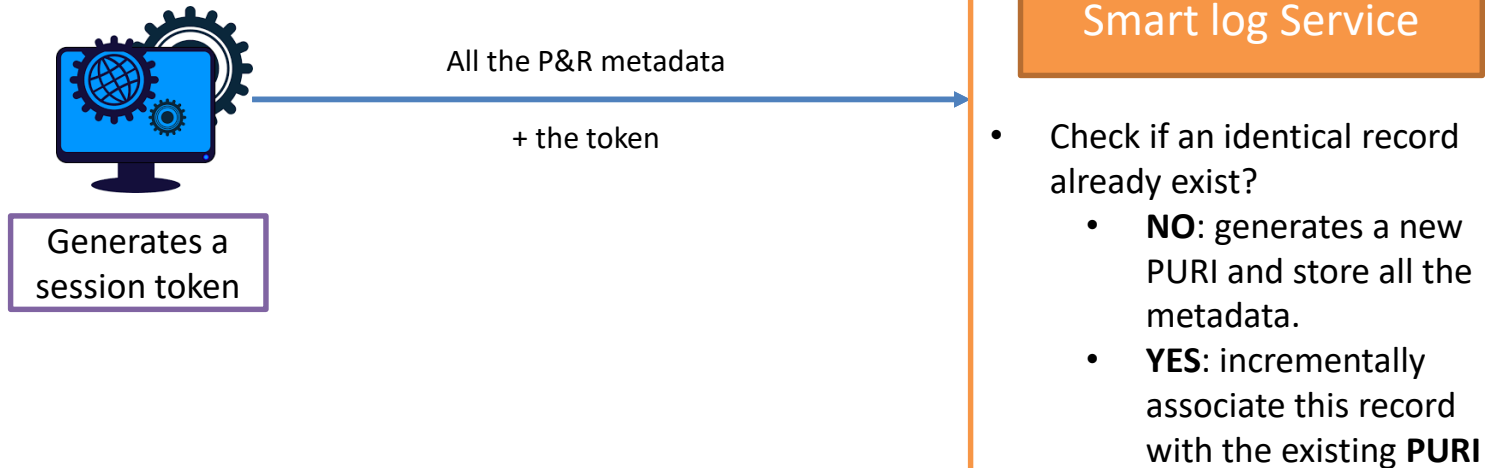 Smart log Service
All the P&R metadata
+ the token
Generates a
session token
• Check if an identical record
already exist?
• NO: generates a new
PURI and store all the
metadata.
• YES: incrementally
associate this record
with the existing PURI